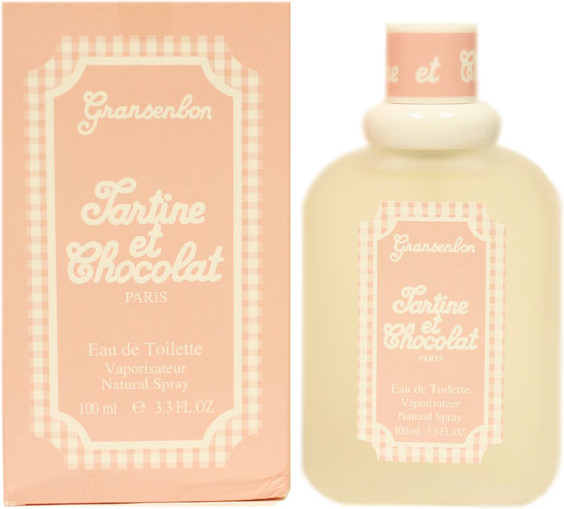 Gransenbon
Tartine
et
Chocolat
PARIS
Eau de Toilette
Vaporisateur
Natural Spray
100 ml e 3.3 FL.OZ
ne et C
Gransenbon
Tartine
et
Chocolat
PARIS
Eau de Toilette
Vaporisateur
Natural Spray
100 ml 3.3 FL.OZ